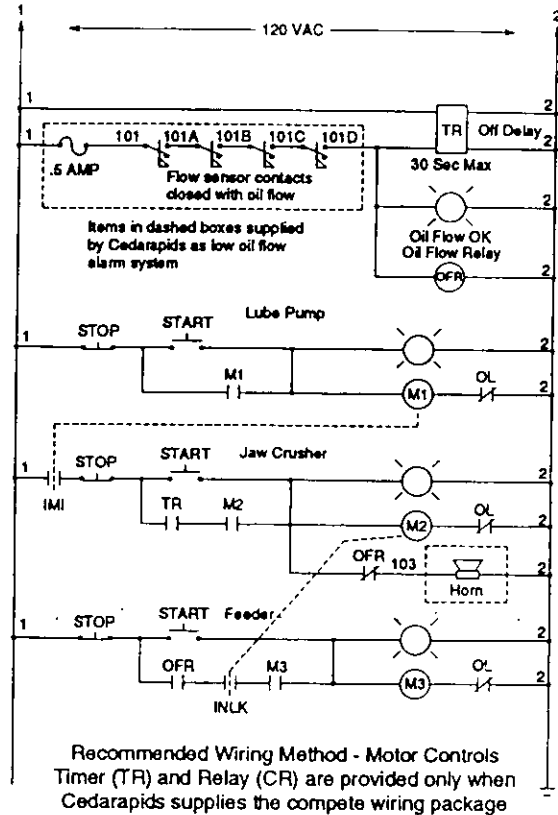 1
2
120 VAC
1
2
1
101
101A
101B
101C
101D
TR
Off Delay
2
.5 AMP
30 Sec Max
Flow sensor contacts
closed with oil flow
Items in dashed boxes supplied
by Cedarapids as low oil flow
alarm system
2
Oil Flow OK
Oil Flow Relay
OFR
2
Lube Pump
1
STOP
START
2
M1
M1
OL
2
Jaw Crusher
1
IMI
STOP
START
2
TR
M2
M2
OL
2
OFR
103
Horn
2
Feeder
1
STOP
START
2
OFR
INLK
M3
M3
OL
2
Recommended Wiring Method - Motor Controls
Timer (TR) and Relay (CR) are provided only when
Cedarapids supplies the compete wiring package